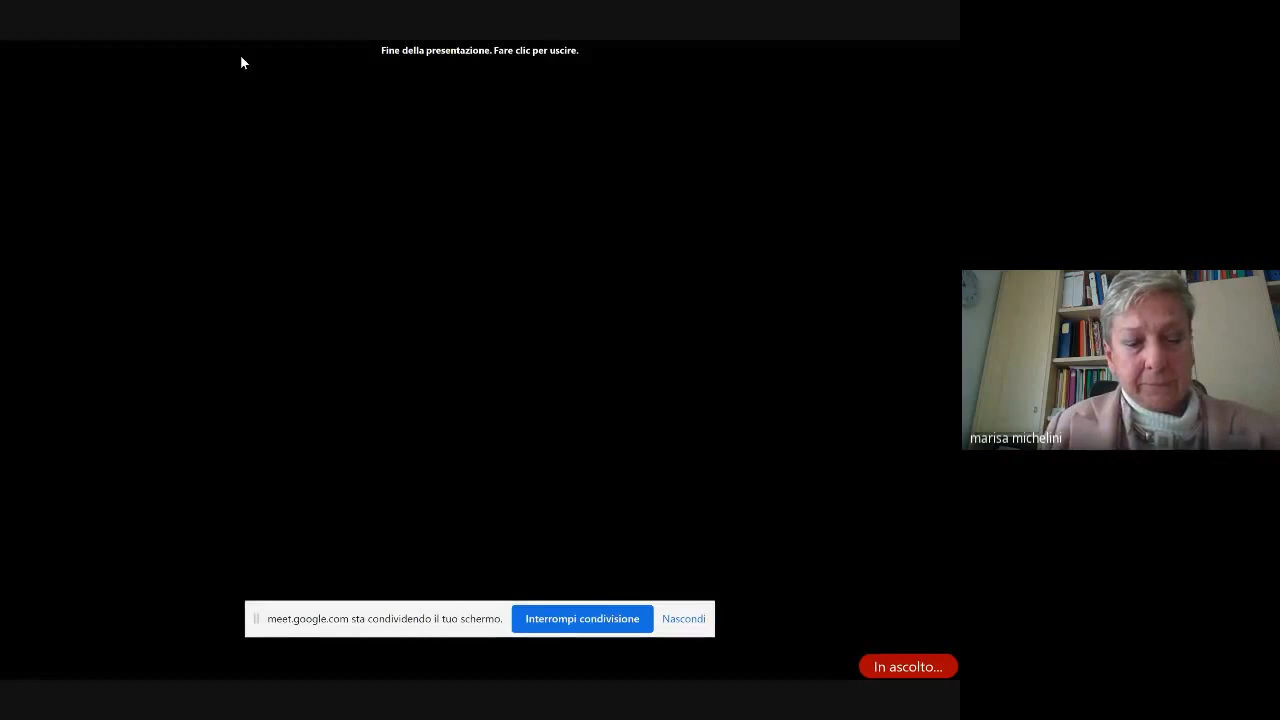 Fine della presentazione. Fare clic per uscire.
marisa michelini
meet.google.com sta condividendo il tuo schermo.
Interrompi condivisione
Nascondi
In ascolto...